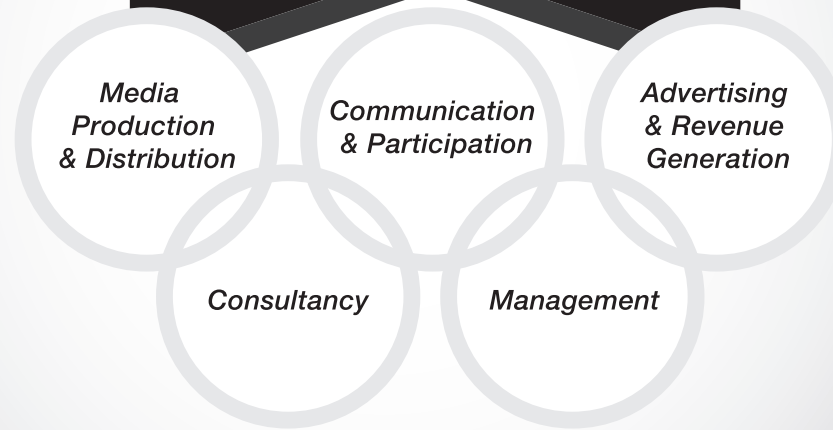 Media
Production
& Distribution
Communication
& Participation
Advertising
& Revenue
Generation
Consultancy
Management